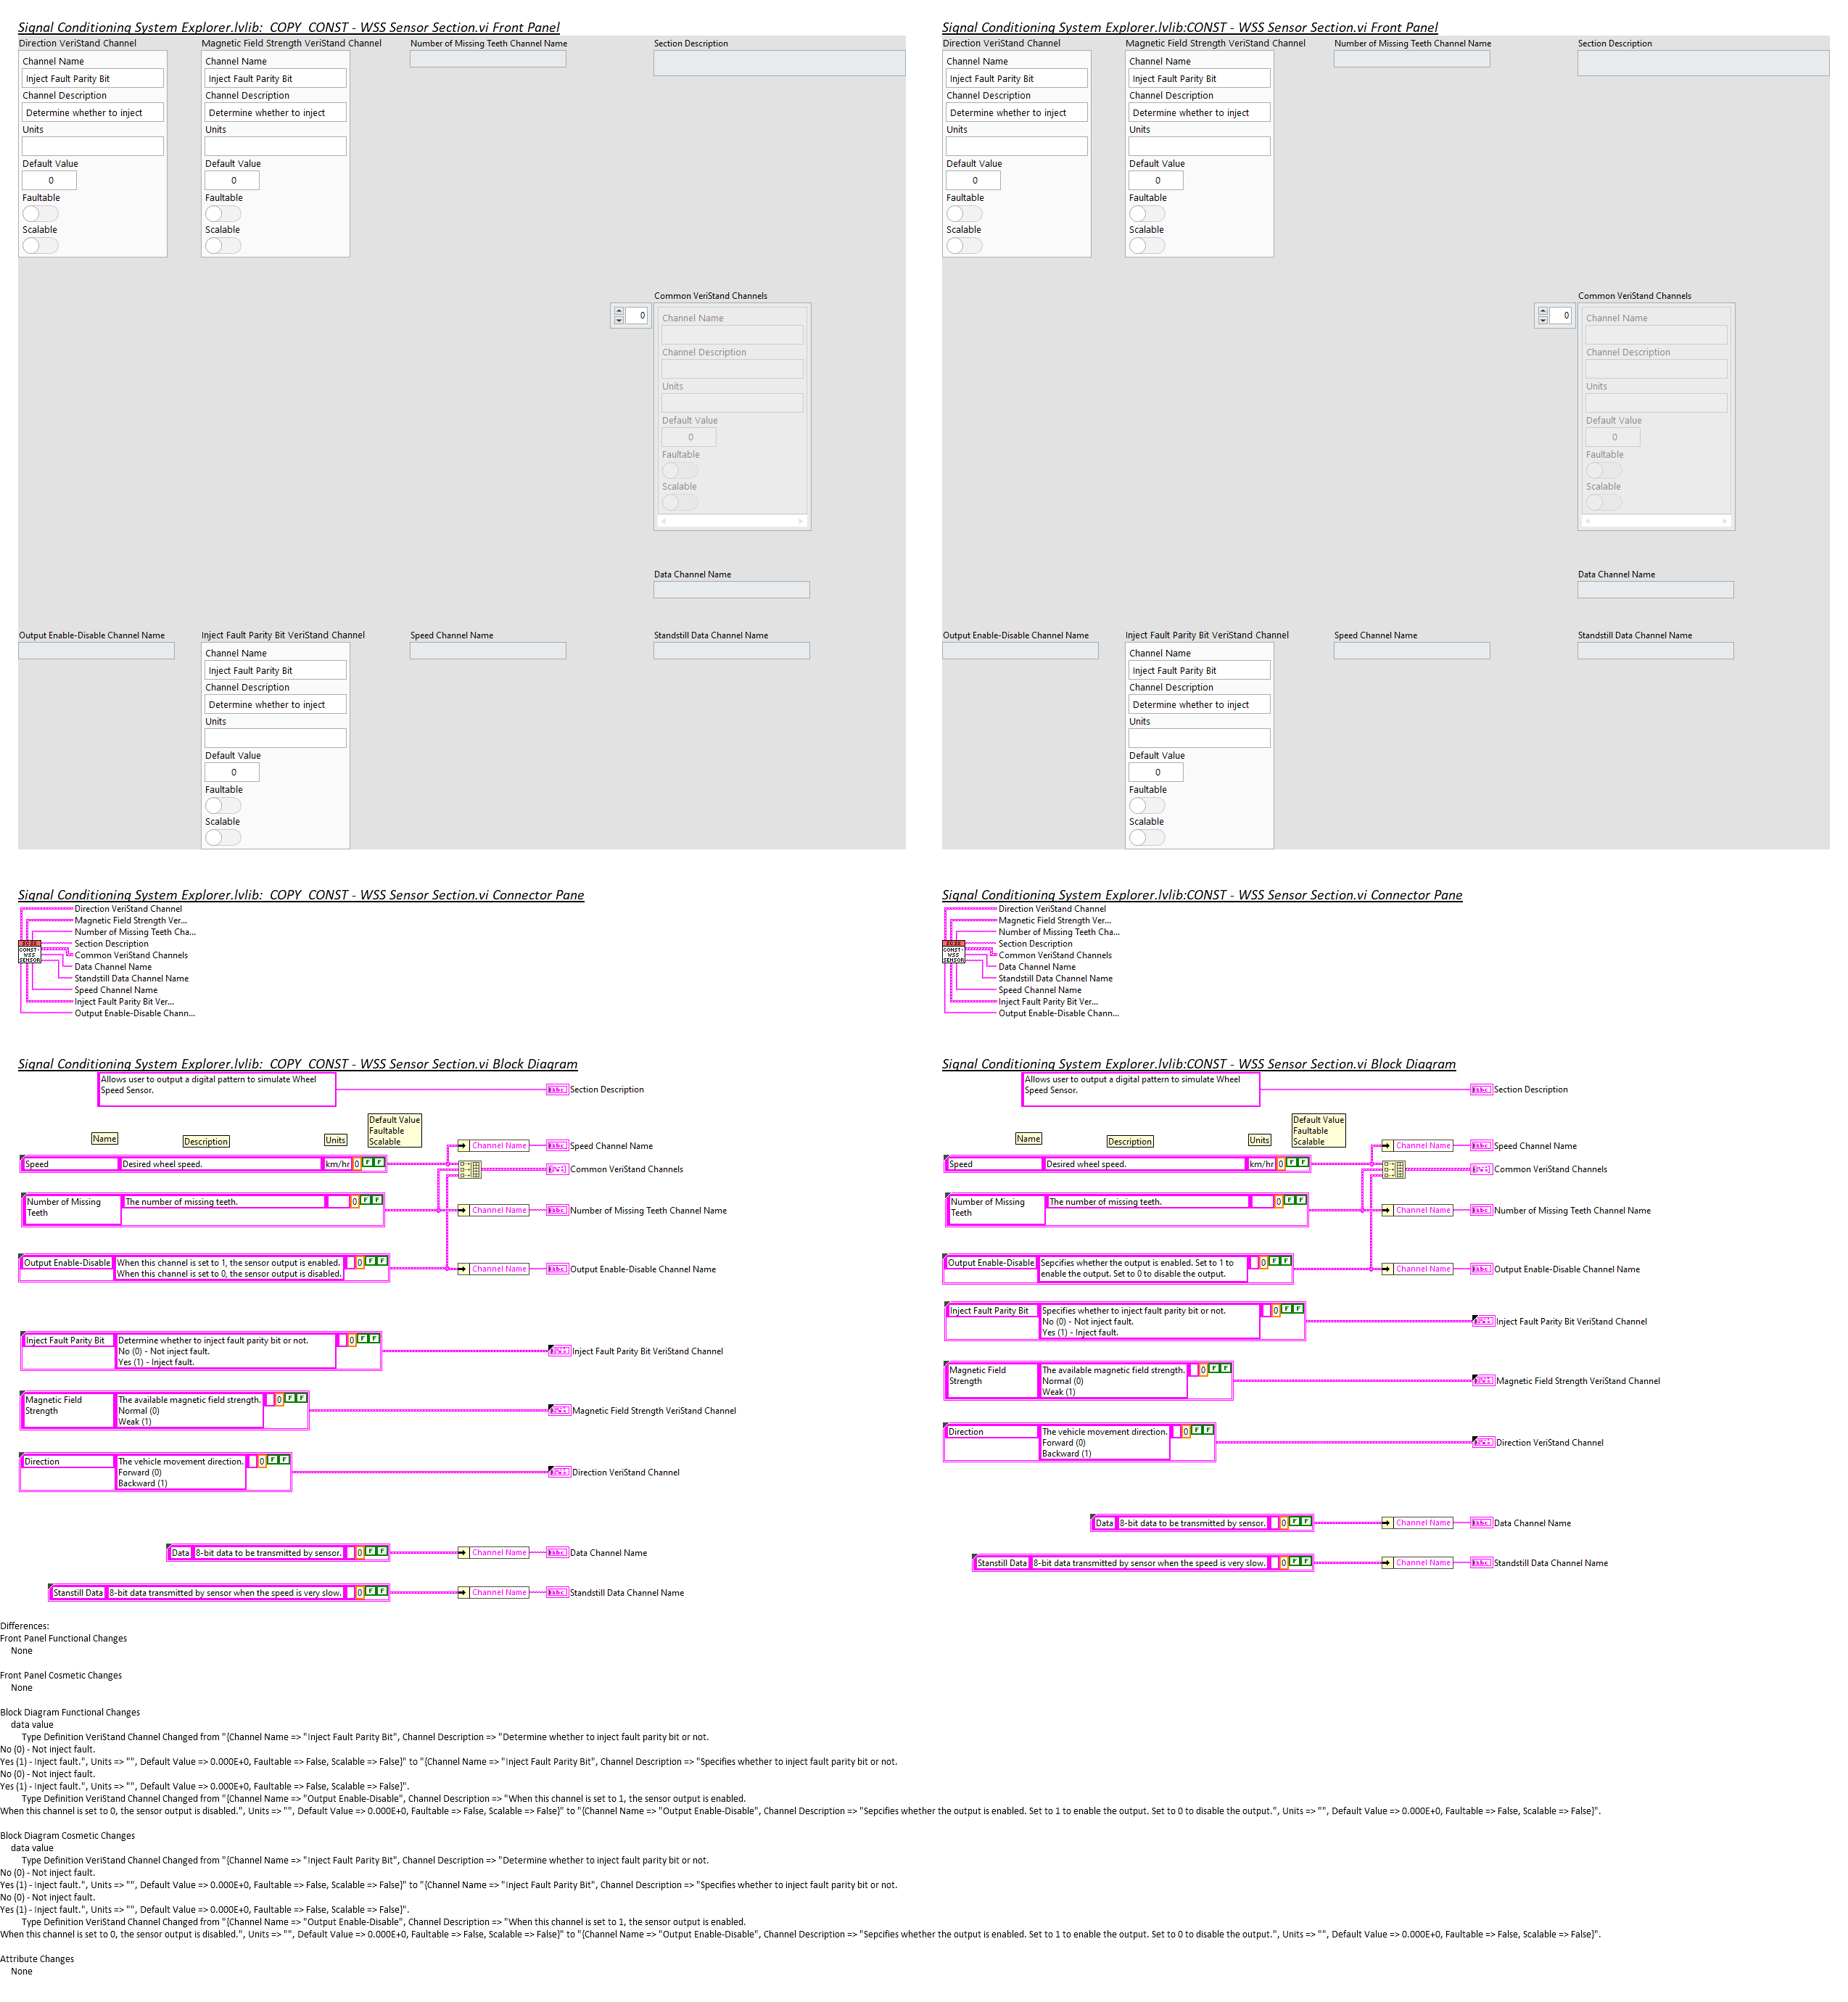 Signal Conditioning System Explorer.lvlib:_COPY_CONST - WSS Sensor Section.vi Front Panel
Direction VeriStand Channel
Magnetic Field Strength VeriStand Channel
Number of Missing Teeth Channel Name
Section Description
Channel Name
Channel Name
Inject Fault Parity Bit
Inject Fault Parity Bit
Channel Description
Channel Description
Determine whether to inject
Determine whether to inject
Units
Units
Default Value
Default Value
0
0
Faultable
Faultable
Scalable
Scalable
Common VeriStand Channels
0
Channel Name
Channel Description
Units
Default Value
0
Faultable
Scalable
Data Channel Name
Output Enable-Disable Channel Name
Inject Fault Parity Bit VeriStand Channel
Speed Channel Name
Standstill Data Channel Name
Channel Name
Inject Fault Parity Bit
Channel Description
Determine whether to inject
Units
Default Value
0
Faultable
Scalable
Signal Conditioning System Explorer.lvlib:CONST - WSS Sensor Section.vi Front Panel
Direction VeriStand Channel
Magnetic Field Strength VeriStand Channel
Number of Missing Teeth Channel Name
Section Description
Channel Name
Channel Name
Inject Fault Parity Bit
Inject Fault Parity Bit
Channel Description
Channel Description
Determine whether to inject
Determine whether to inject
Units
Units
Default Value
Default Value
0
0
Faultable
Faultable
Scalable
Scalable
Common VeriStand Channels
0
Channel Name
Channel Description
Units
Default Value
0
Faultable
Scalable
Data Channel Name
Output Enable-Disable Channel Name
Inject Fault Parity Bit VeriStand Channel
Speed Channel Name
Standstill Data Channel Name
Channel Name
Inject Fault Parity Bit
Channel Description
Determine whether to inject
Units
Default Value
0
Faultable
Scalable
Signal Conditioning System Explorer.lvlib:_COPY_CONST - WSS Sensor Section.vi Connector Pane
Direction VeriStand Channel
Magnetic Field Strength Ver...
Number of Missing Teeth Cha...
Section Description
Common VeriStand Channels
Data Channel Name
Standstill Data Channel Name
Speed Channel Name
Inject Fault Parity Bit Ver...
Output Enable-Disable Chann...
SCSE
CONST-
WSS
SENSOR
Signal Conditioning System Explorer.lvlib:CONST - WSS Sensor Section.vi Connector Pane
Direction VeriStand Channel
Magnetic Field Strength Ver...
Number of Missing Teeth Cha...
Section Description
Common VeriStand Channels
Data Channel Name
Standstill Data Channel Name
Speed Channel Name
Inject Fault Parity Bit Ver...
Output Enable-Disable Chann...
SCSE
CONST-
WSS
SENSOR
Signal Conditioning System Explorer.lvlib:_COPY_CONST - WSS Sensor Section.vi Block Diagram
Allows user to output a digital pattern to simulate Wheel
Speed Sensor.
abc Section Description
Default Value
Faultable
Scalable
Name Description Units
Channel Name abc Speed Channel Name
Speed Desired wheel speed. km/hr 0 F F
Common VeriStand Channels
Number of Missing
Teeth
The number of missing teeth. 0 F F
Channel Name abc Number of Missing Teeth Channel Name
Output Enable-Disable
When this channel is set to 1, the sensor output is enabled.
When this channel is set to 0, the sensor output is disabled.
0 F F
Channel Name abc Output Enable-Disable Channel Name
Inject Fault Parity Bit
Determine whether to inject fault parity bit or not.
No (0) - Not inject fault.
Yes (1) - Inject fault.
0 F F
Inject Fault Parity Bit VeriStand Channel
Magnetic Field
Strength
The available magnetic field strength.
Normal (0)
Weak (1)
0 F F
Magnetic Field Strength VeriStand Channel
Direction
The vehicle movement direction.
Forward (0)
Backward (1)
0 F F
Direction VeriStand Channel
Data 8-bit data to be transmitted by sensor. 0 F F
Channel Name abc Data Channel Name
Stanstill Data 8-bit data transmitted by sensor when the speed is very slow. 0 F F
Channel Name abc Standstill Data Channel Name
Signal Conditioning System Explorer.lvlib:CONST - WSS Sensor Section.vi Block Diagram
Allows user to output a digital pattern to simulate Wheel
Speed Sensor.
abc Section Description
Default Value
Faultable
Scalable
Name Description Units
Channel Name abc Speed Channel Name
Speed Desired wheel speed. km/hr 0 F F
Common VeriStand Channels
Number of Missing
Teeth
The number of missing teeth. 0 F F
Channel Name abc Number of Missing Teeth Channel Name
Output Enable-Disable
Sepcifies whether the output is enabled. Set to 1 to
enable the output. Set to 0 to disable the output.
0 F F
Channel Name abc Output Enable-Disable Channel Name
Inject Fault Parity Bit
Specifies whether to inject fault parity bit or not.
No (0) - Not inject fault.
Yes (1) - Inject fault.
0 F F
Inject Fault Parity Bit VeriStand Channel
Magnetic Field
Strength
The available magnetic field strength.
Normal (0)
Weak (1)
0 F F
Magnetic Field Strength VeriStand Channel
Direction
The vehicle movement direction.
Forward (0)
Backward (1)
0 F F
Direction VeriStand Channel
Data 8-bit data to be transmitted by sensor. 0 F F
Channel Name abc Data Channel Name
Stanstill Data 8-bit data transmitted by sensor when the speed is very slow. 0 F F
Channel Name abc Standstill Data Channel Name
Differences:
Front Panel Functional Changes
None
Front Panel Cosmetic Changes
None
Block Diagram Functional Changes
data value
Type Definition VeriStand Channel Changed from "{Channel Name => "Inject Fault Parity Bit", Channel Description => "Determine whether to inject fault parity bit or not.
No (0) - Not inject fault.
Yes (1) - Inject fault.", Units => "", Default Value => 0.000E+0, Faultable => False, Scalable => False}" to "{Channel Name => "Inject Fault Parity Bit", Channel Description => "Specifies whether to inject fault parity bit or not.
No (0) - Not inject fault.
Yes (1) - Inject fault.", Units => "", Default Value => 0.000E+0, Faultable => False, Scalable => False}".
Type Definition VeriStand Channel Changed from "{Channel Name => "Output Enable-Disable", Channel Description => "When this channel is set to 1, the sensor output is enabled.
When this channel is set to 0, the sensor output is disabled.", Units => "", Default Value => 0.000E+0, Faultable => False, Scalable => False}" to "{Channel Name => "Output Enable-Disable", Channel Description => "Sepcifies whether the output is enabled. Set to 1 to enable the output. Set to 0 to disable the output.", Units => "", Default Value => 0.000E+0, Faultable => False, Scalable => False}".
Block Diagram Cosmetic Changes
data value
Type Definition VeriStand Channel Changed from "{Channel Name => "Inject Fault Parity Bit", Channel Description => "Determine whether to inject fault parity bit or not.
No (0) - Not inject fault.
Yes (1) - Inject fault.", Units => "", Default Value => 0.000E+0, Faultable => False, Scalable => False}" to "{Channel Name => "Inject Fault Parity Bit", Channel Description => "Specifies whether to inject fault parity bit or not.
No (0) - Not inject fault.
Yes (1) - Inject fault.", Units => "", Default Value => 0.000E+0, Faultable => False, Scalable => False}".
Type Definition VeriStand Channel Changed from "{Channel Name => "Output Enable-Disable", Channel Description => "When this channel is set to 1, the sensor output is enabled.
When this channel is set to 0, the sensor output is disabled.", Units => "", Default Value => 0.000E+0, Faultable => False, Scalable => False}" to "{Channel Name => "Output Enable-Disable", Channel Description => "Sepcifies whether the output is enabled. Set to 1 to enable the output. Set to 0 to disable the output.", Units => "", Default Value => 0.000E+0, Faultable => False, Scalable => False}".
Attribute Changes
None